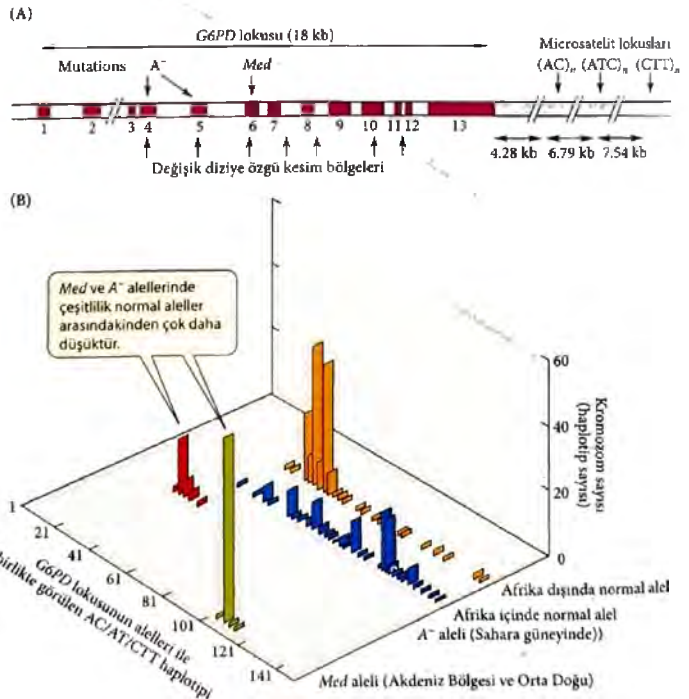 (A)
G6PD lokusu (18 kb)
Microsatelit lokusları
Mutations A⁻ Med (AC)n (ATC)n (CTT)n
1 2 3 4 5 6 7 8 9 10 11 12 13
4.28 kb 6.79 kb 7.54 kb
Değişik diziye özgü kesim bölgeleri
(B)
Med ve A⁻ alellerinde
çeşitlilik normal aleller
arasındakinden çok daha
düşüktür.
60
40
20
0
Kromozom sayısı
(haplotip sayısı)
1
21
41
61
81
101
121
141
G6PD lokusunun alelleri ile
birlikte görülen AC/AT/CTT haplotipi
Afrika dışında normal alel
Afrika içinde normal alel
A⁻ aleli (Sahara güneyinde))
Med aleli (Akdeniz Bölgesi ve Orta Doğu)